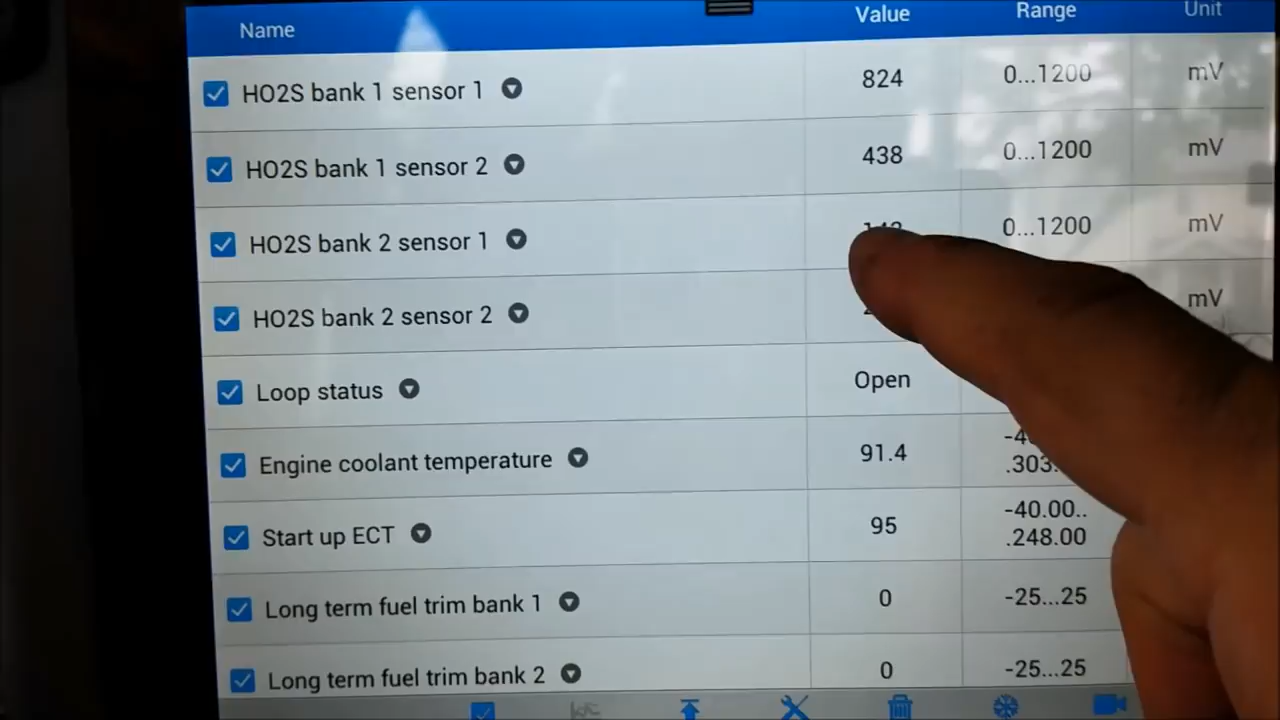 Name Value Range Unit
HO2S bank 1 sensor 1 824 0...1200 mV
HO2S bank 1 sensor 2 438 0...1200 mV
HO2S bank 2 sensor 1 0...1200 mV
HO2S bank 2 sensor 2 mV
Loop status Open
Engine coolant temperature 91.4
.303.
Start up ECT 95 -40.00..
.248.00
Long term fuel trim bank 1 0 -25...25
Long term fuel trim bank 2 0 -25...25